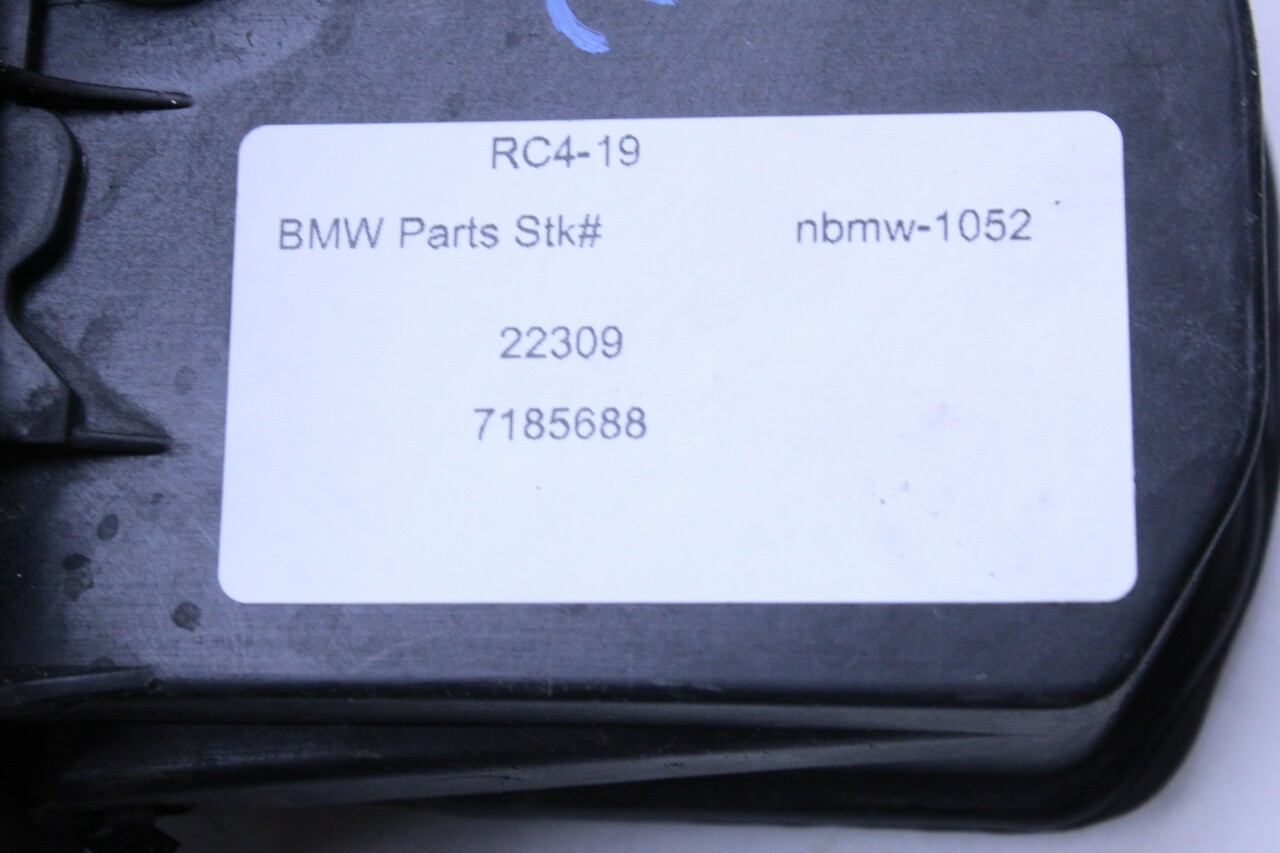 RC4-19
BMW Parts Stk# nbmw-1052
22309
7185688